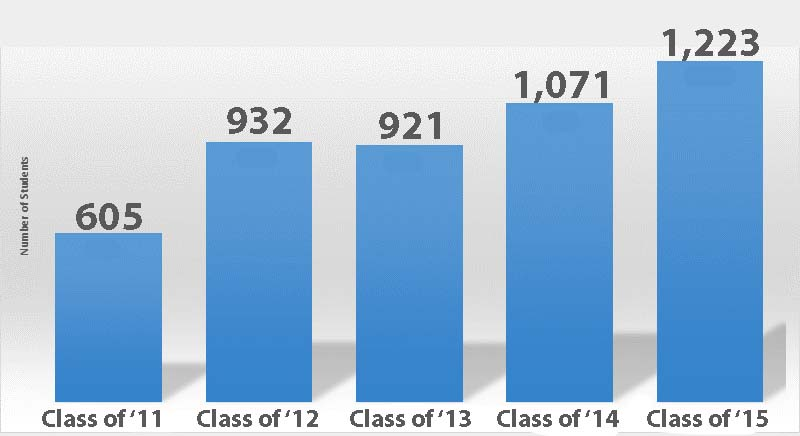 1,223
1,071
932
921
605
Number of Students
Class of ‘11
Class of ‘12
Class of ‘13
Class of ‘14
Class of ‘15